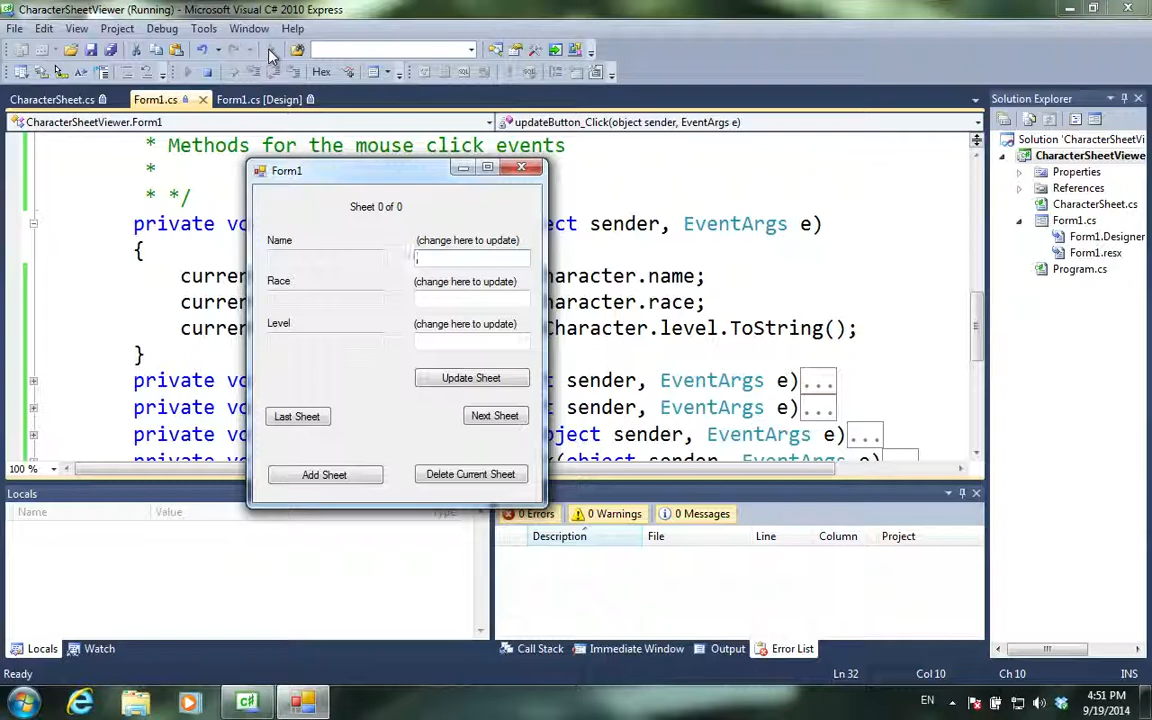 CharacterSheetViewer (Running) - Microsoft Visual C# 2010 Express
File Edit View Project Debug Tools Window Help
Hex
CharacterSheet.cs Form1.cs Form1.cs [Design]
CharacterSheetViewer.Form1 updateButton_Click(object sender, EventArgs e)
Solution Explorer
Solution 'CharacterSheetVi
CharacterSheetViewe
Properties
References
CharacterSheet.cs
Form1.cs
Form1.Designer
Form1.resx
Program.cs
* Methods for the mouse click events
*
* */
private vo ject sender, EventArgs e)
{
curren aracter.name;
curren aracter.race;
curren Character.level.ToString();
}
private vo sender, EventArgs e)...
private vo sender, EventArgs e)...
private vo bject sender, EventArgs e)...
Form1
Sheet 0 of 0
Name (change here to update)
Race (change here to update)
Level (change here to update)
Update Sheet
Last Sheet Next Sheet
Add Sheet Delete Current Sheet
100 %
Locals
Name Value Type
0 Errors 0 Warnings 0 Messages
Description File Line Column Project
Locals Watch Call Stack Immediate Window Output Error List
Ready Ln 32 Col 10 Ch 10 INS
EN 4:51 PM
9/19/2014